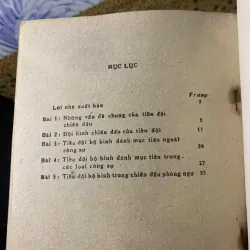 MỤC LỤC
Trang
Lời nhà xuất bản 3
Bài 1 : Những vấn đề chung của tiểu đội
chiến đấu 5
Bài 2 : Đội hình chiến đấu của tiểu đội 11
Bài 3 : Tiểu đội bộ binh đánh mục tiêu ngoài
công sự 20
Bài 4 : Tiểu đội bộ binh đánh mục tiêu trong
các loại công sự 27
Bài 5 : Tiểu đội bộ binh trong chiến đấu phòng ngự 35